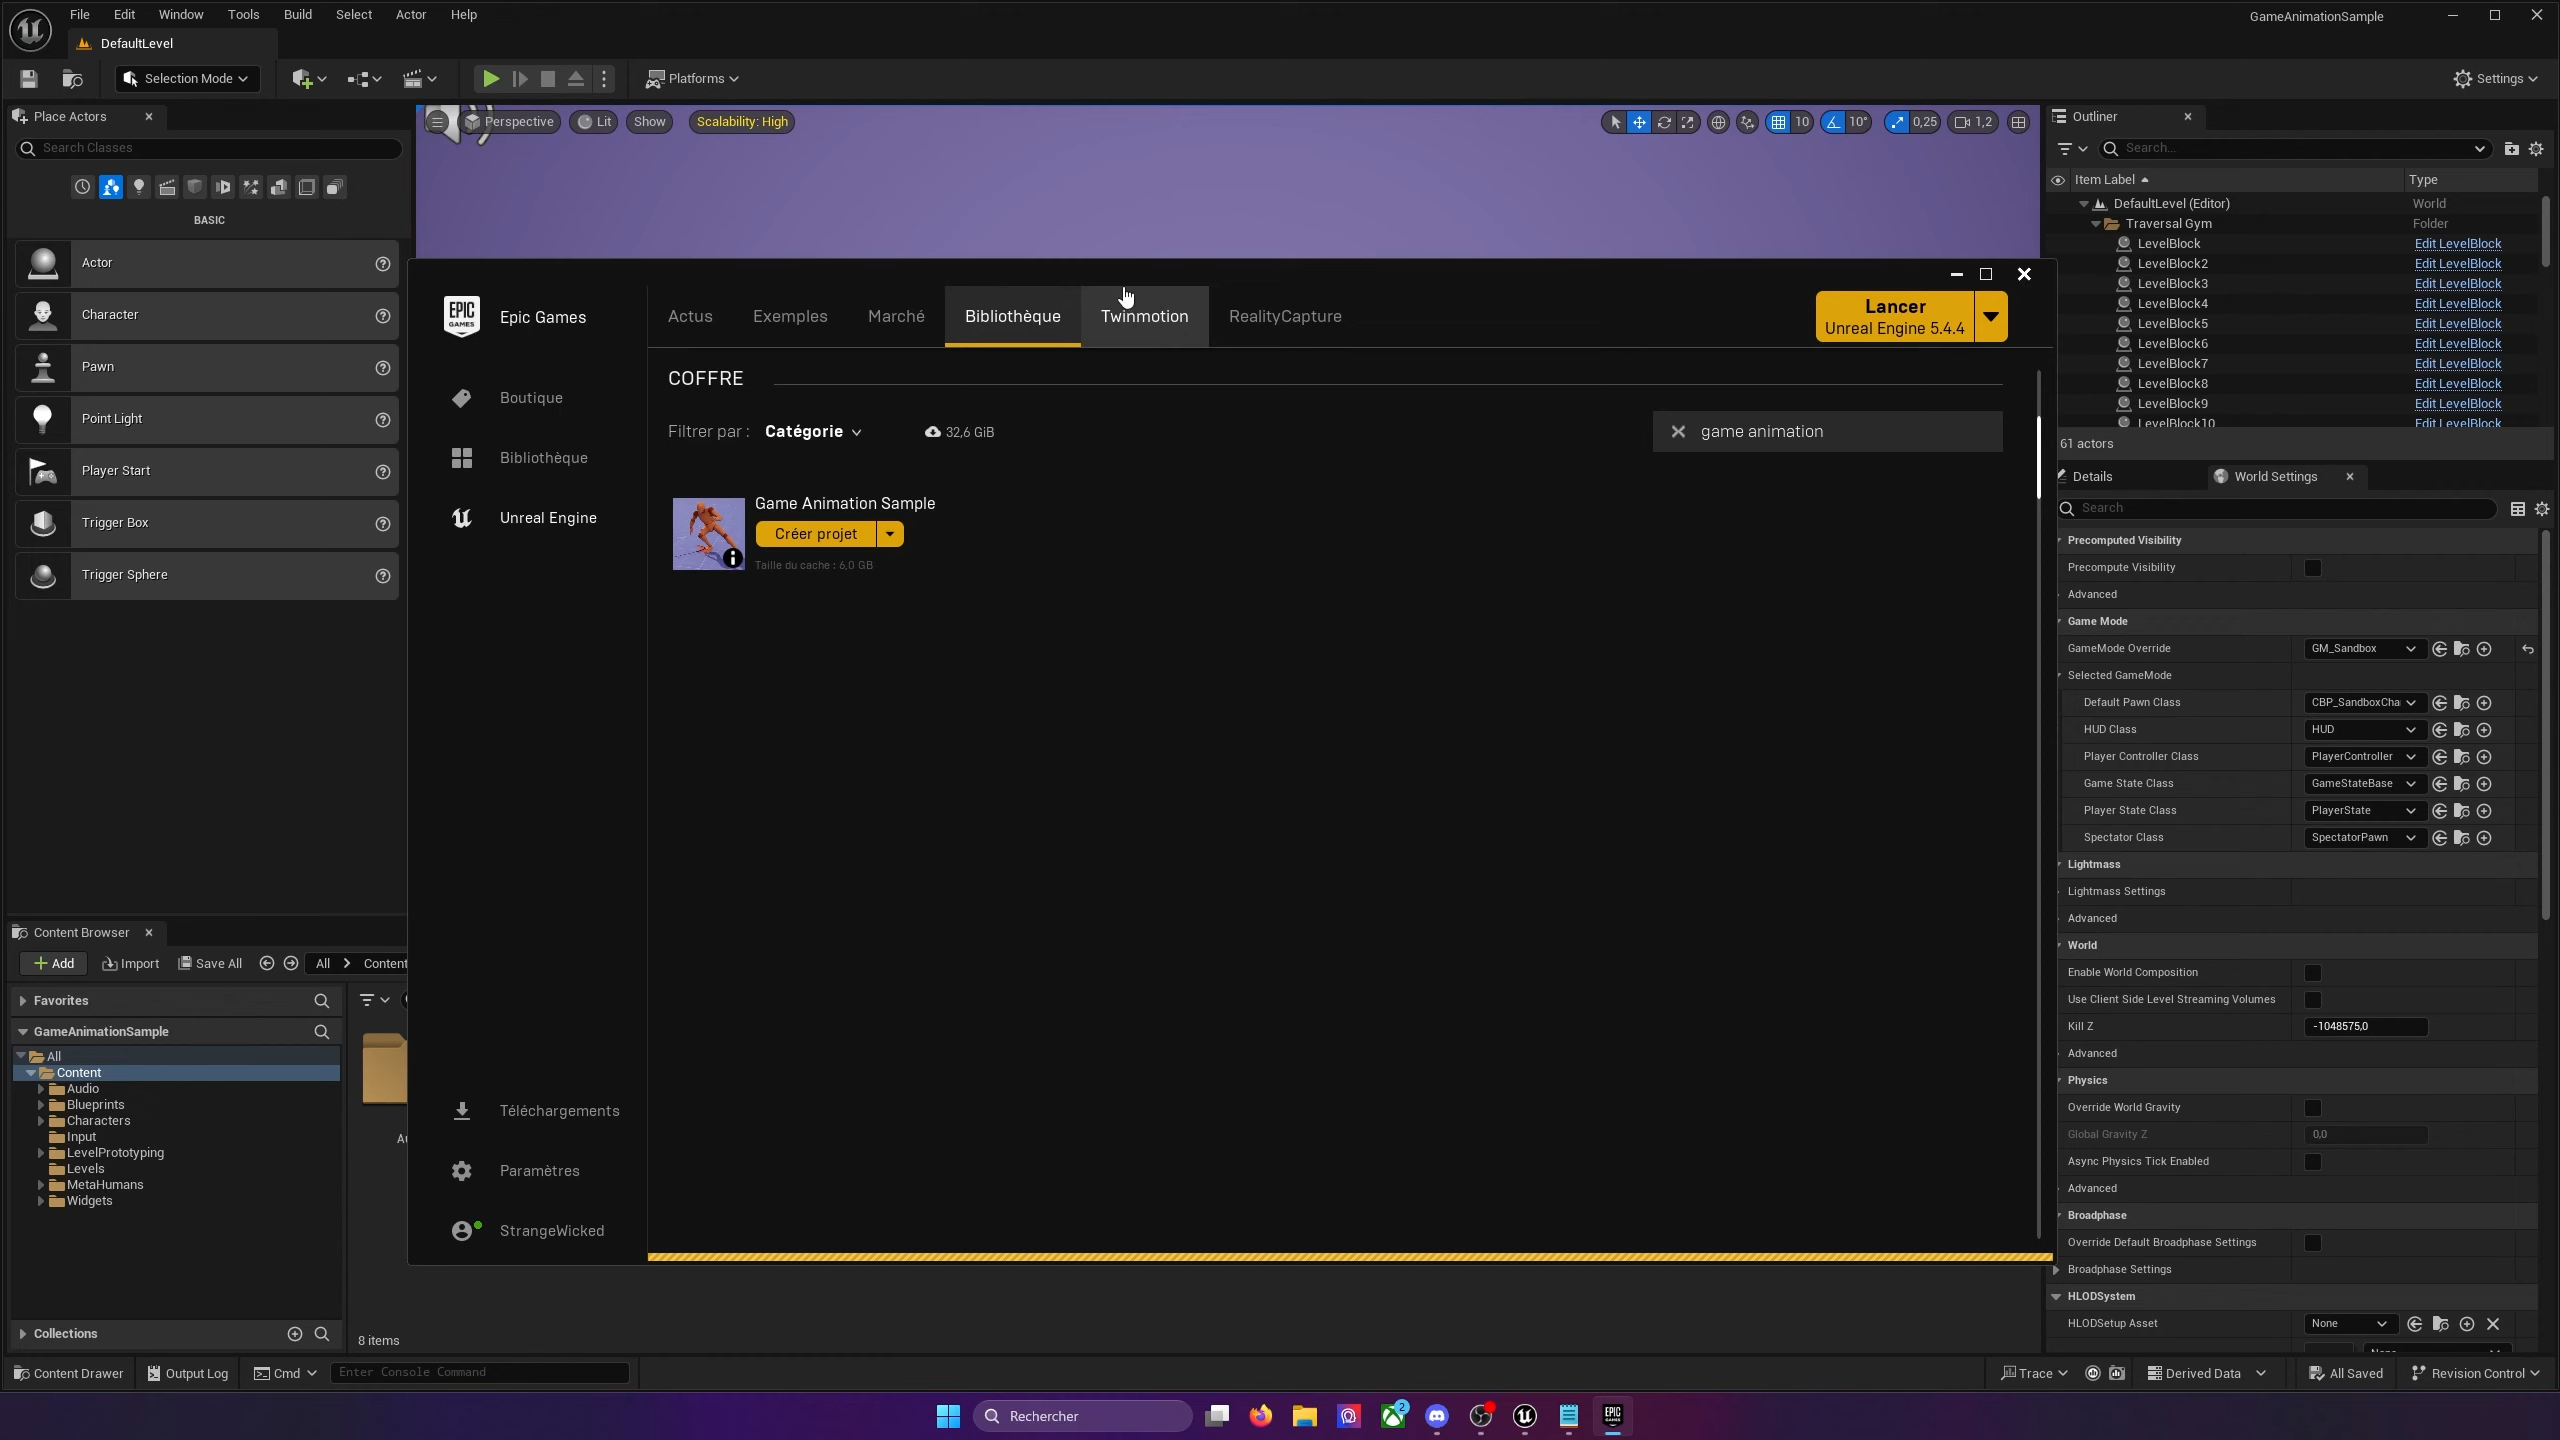 File Edit Window Tools Build Select Actor Help
GameAnimationSample
DefaultLevel
Selection Mode
Platforms
Settings
Place Actors
Search Classes
BASIC
Actor
Character
Pawn
Point Light
Player Start
Trigger Box
Trigger Sphere
Perspective Lit Show Scalability: High
10 10° 0,25 1,2
Outliner
Search...
Item Label Type
DefaultLevel (Editor) World
Traversal Gym Folder
LevelBlock Edit LevelBlock
LevelBlock2 Edit LevelBlock
LevelBlock3 Edit LevelBlock
LevelBlock4 Edit LevelBlock
LevelBlock5 Edit LevelBlock
LevelBlock6 Edit LevelBlock
LevelBlock7 Edit LevelBlock
LevelBlock8 Edit LevelBlock
LevelBlock9 Edit LevelBlock
LevelBlock10 Edit LevelBlock
61 actors
EPIC GAMES
Epic Games
Boutique
Bibliothèque
Unreal Engine
Téléchargements
Paramètres
StrangeWicked
Actus Exemples Marché Bibliothèque Twinmotion RealityCapture
Lancer
Unreal Engine 5.4.4
COFFRE
Filtrer par : Catégorie 32,6 GiB
game animation
Game Animation Sample
Créer projet
Taille du cache : 6,0 GB
Details World Settings
Search
Precomputed Visibility
Precompute Visibility
Advanced
Game Mode
GameMode Override GM_Sandbox
Selected GameMode
Default Pawn Class CBP_SandboxCha
HUD Class HUD
Player Controller Class PlayerController
Game State Class GameStateBase
Player State Class PlayerState
Spectator Class SpectatorPawn
Lightmass
Lightmass Settings
Advanced
World
Enable World Composition
Use Client Side Level Streaming Volumes
Kill Z -1048575,0
Advanced
Physics
Override World Gravity
Global Gravity Z 0,0
Async Physics Tick Enabled
Advanced
Broadphase
Override Default Broadphase Settings
Broadphase Settings
HLODSystem
HLODSetup Asset None
Content Browser
Add Import Save All All Content
Favorites
GameAnimationSample
All
Content
Audio
Blueprints
Characters
Input
LevelPrototyping
Levels
MetaHumans
Widgets
Collections
8 items
Content Drawer Output Log Cmd Enter Console Command
Trace Derived Data All Saved Revision Control
Rechercher
2
EPIC GAMES